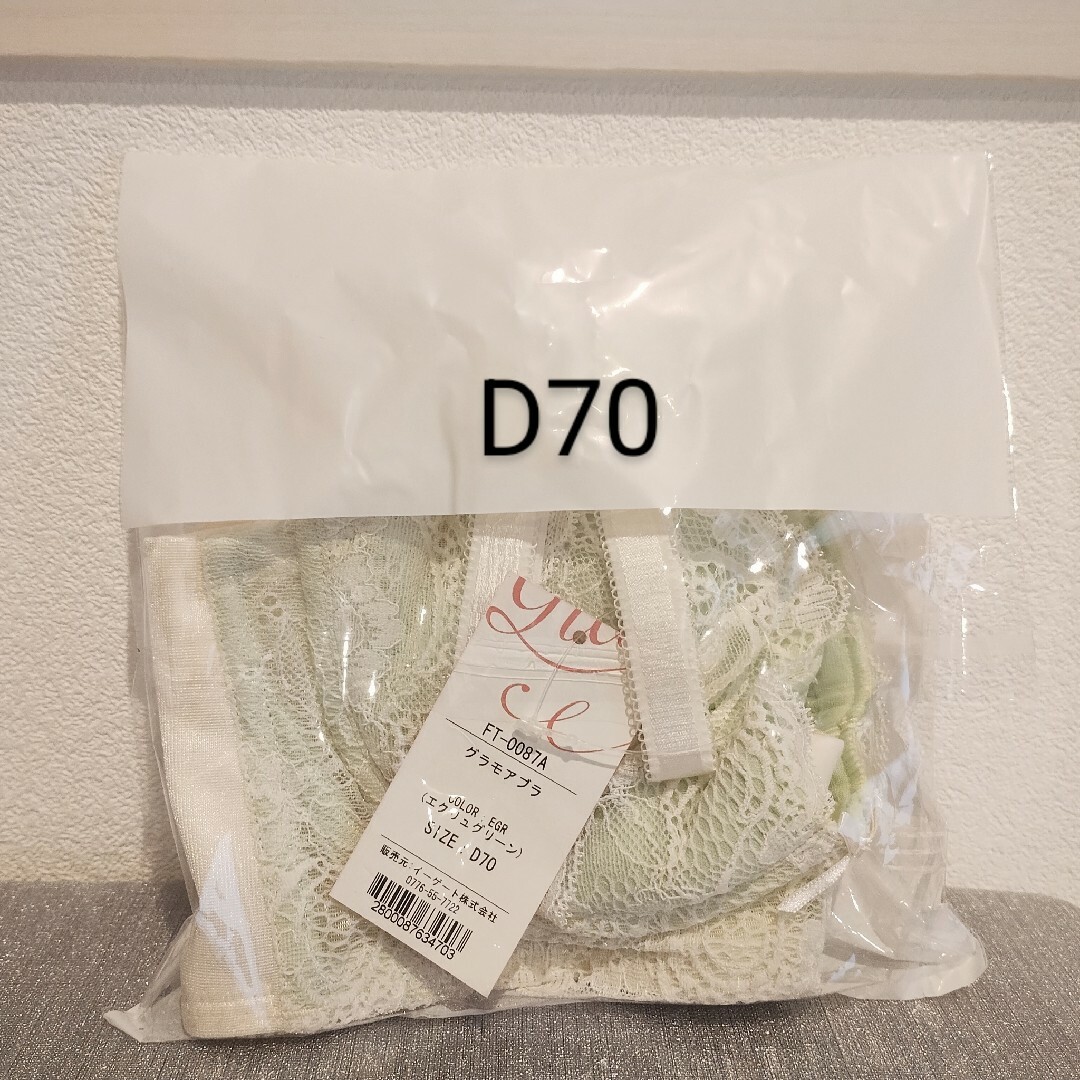 D70
FT-0087A
グラモアブラ
COLOR : EGR
(エクリュグリーン)
SIZE : D70
販売元:イーゲート株式会社
0776-56-7722
2800087634703